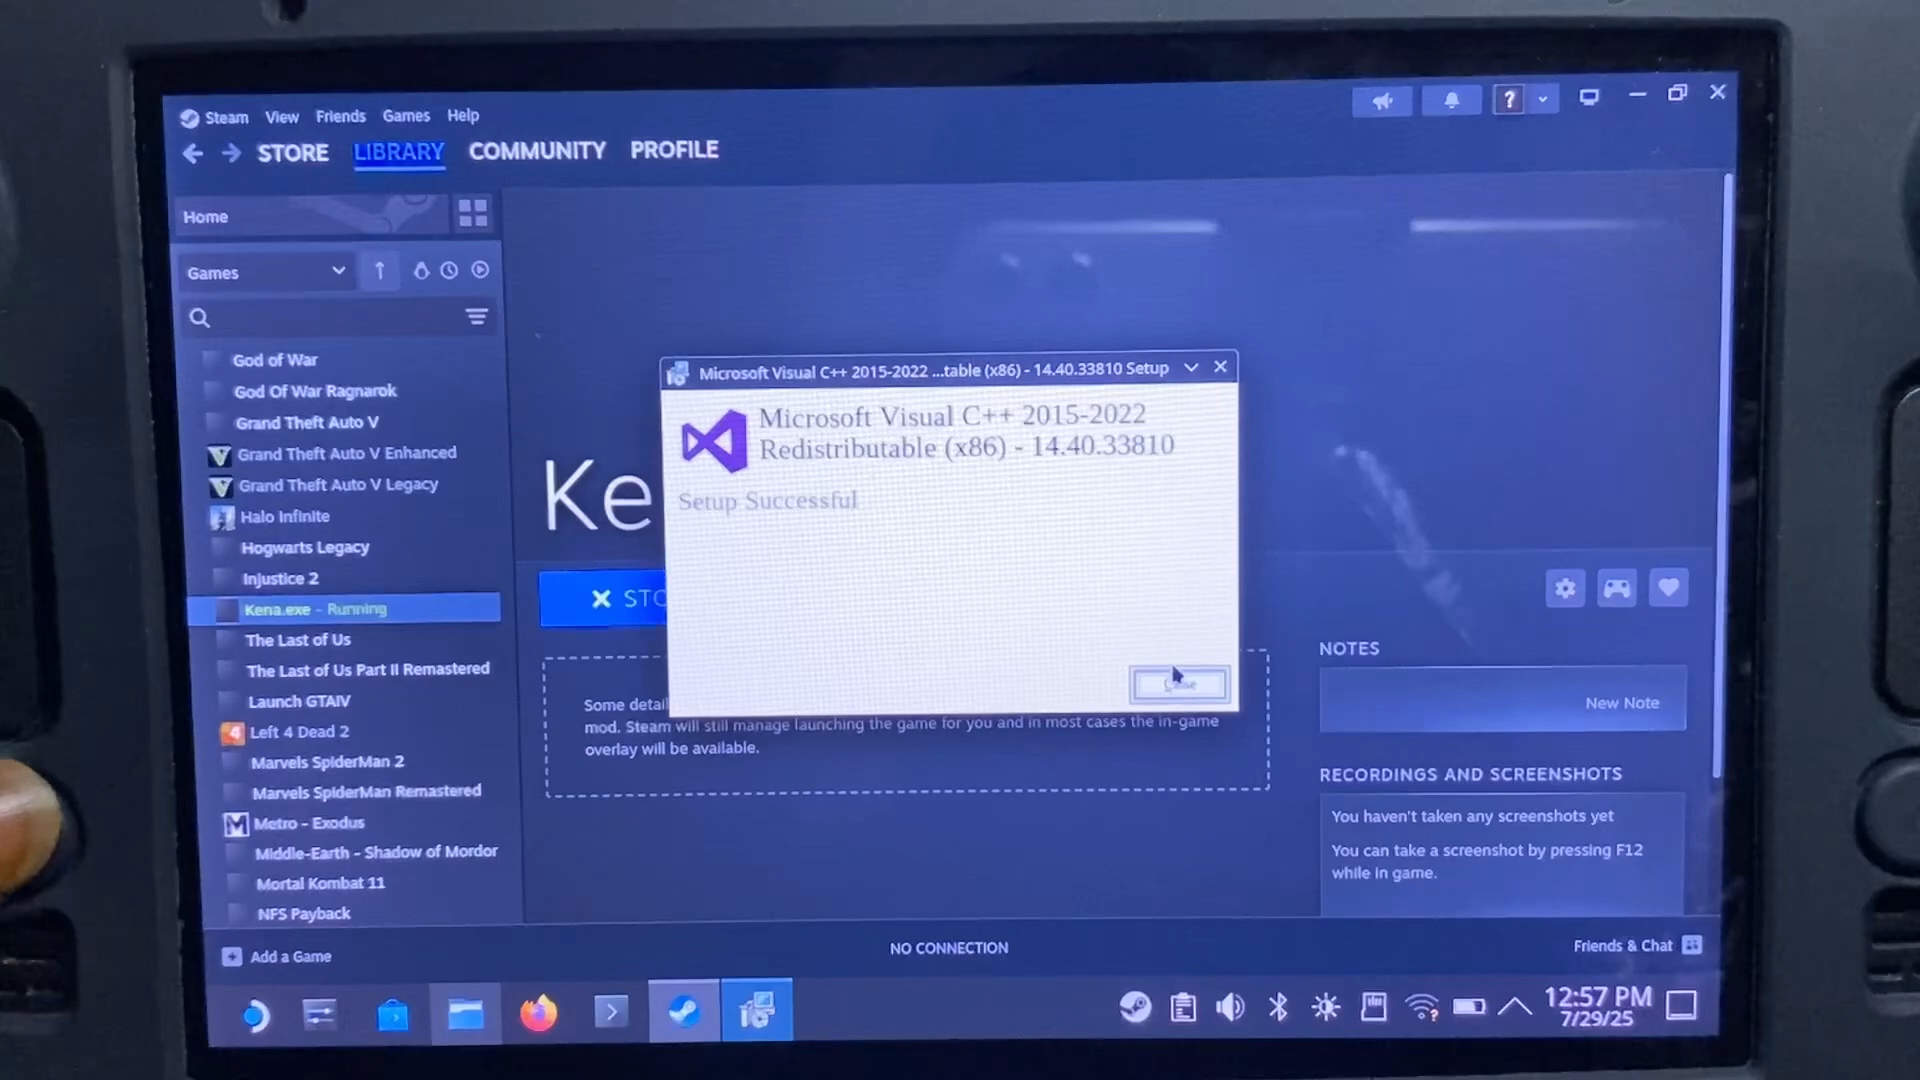 Steam View Friends Games Help
STORE LIBRARY COMMUNITY PROFILE
Home
Games
God of War
God Of War Ragnarok
Grand Theft Auto V
Grand Theft Auto V Enhanced
Grand Theft Auto V Legacy
Halo Infinite
Hogwarts Legacy
Injustice 2
Kena.exe - Running
The Last of Us
The Last of Us Part II Remastered
Launch GTAIV
Left 4 Dead 2
Marvels SpiderMan 2
Marvels SpiderMan Remastered
Metro - Exodus
Middle-Earth - Shadow of Mordor
Mortal Kombat 11
NFS Payback
Add a Game
Ke
STO
Microsoft Visual C++ 2015-2022 ...table (x86) - 14.40.33810 Setup
Microsoft Visual C++ 2015-2022
Redistributable (x86) - 14.40.33810
Setup Successful
Some detai
mod. Steam will still manage launching the game for you and in most cases the in-game
overlay will be available.
NOTES
New Note
RECORDINGS AND SCREENSHOTS
You haven't taken any screenshots yet
You can take a screenshot by pressing F12
while in game.
NO CONNECTION
Friends & Chat
12:57 PM
7/29/25